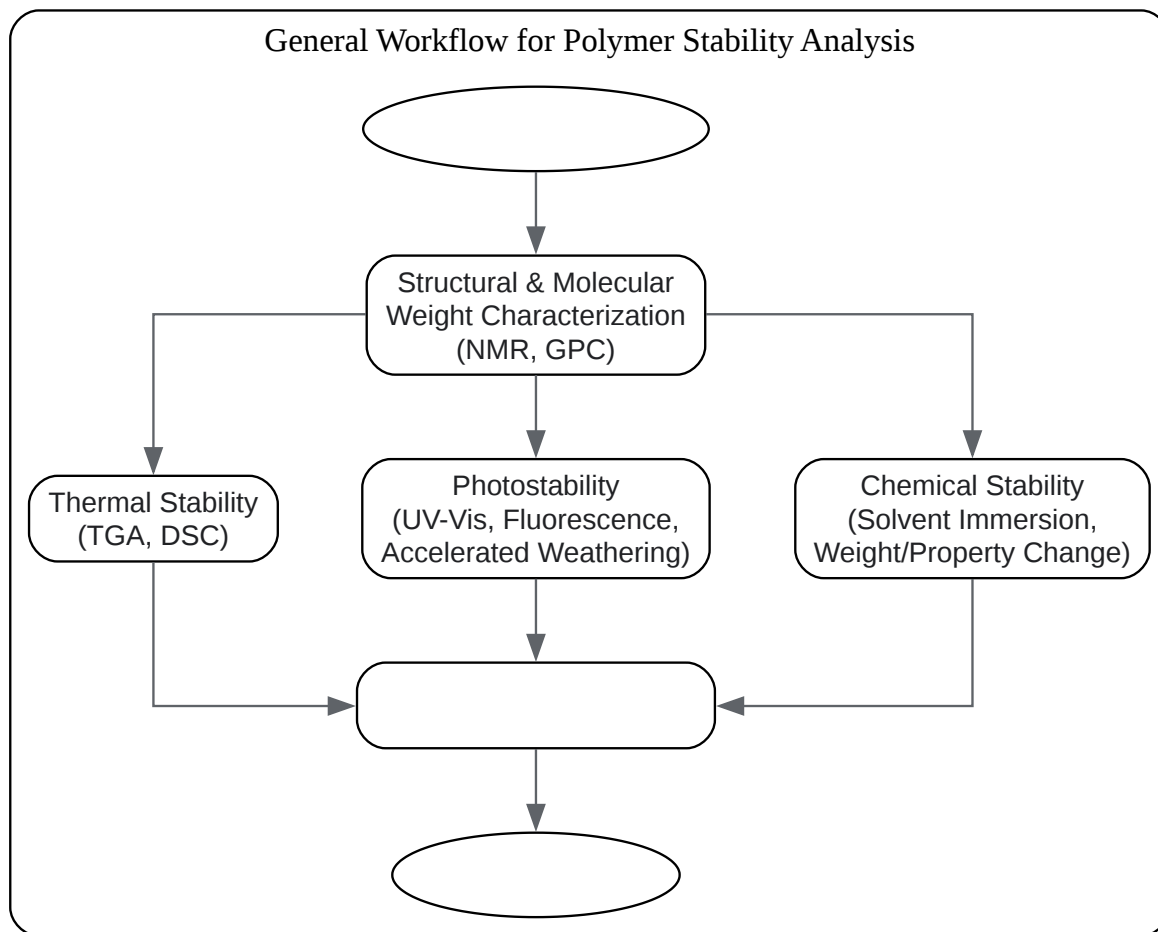 General Workflow for Polymer Stability Analysis
Structural & Molecular
Weight Characterization
(NMR, GPC)
Thermal Stability
(TGA, DSC)
Photostability
(UV-Vis, Fluorescence,
Accelerated Weathering)
Chemical Stability
(Solvent Immersion,
Weight/Property Change)